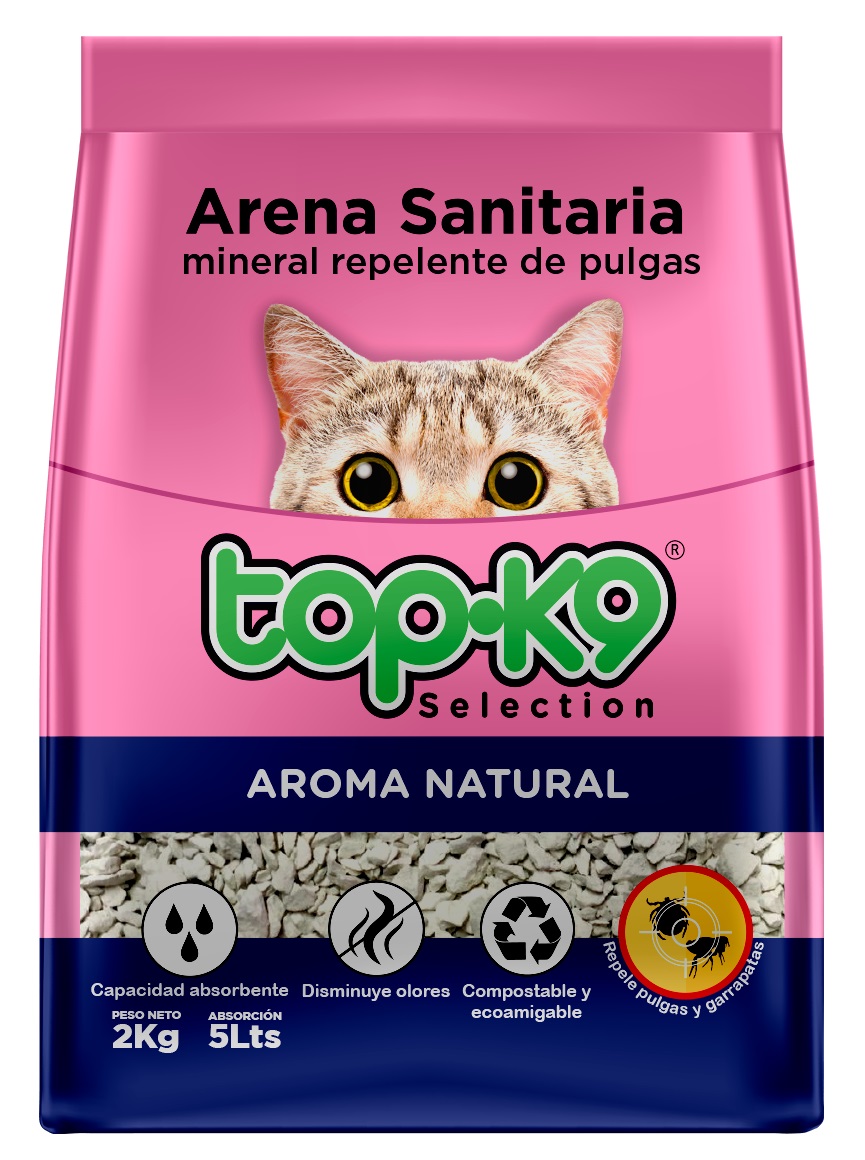 Arena Sanitaria
mineral repelente de pulgas
top·K9®
Selection
AROMA NATURAL
Capacidad absorbente
Disminuye olores
Compostable y
ecoamigable
Repele pulgas y garrapatas
PESO NETO
2Kg
ABSORCIÓN
5Lts